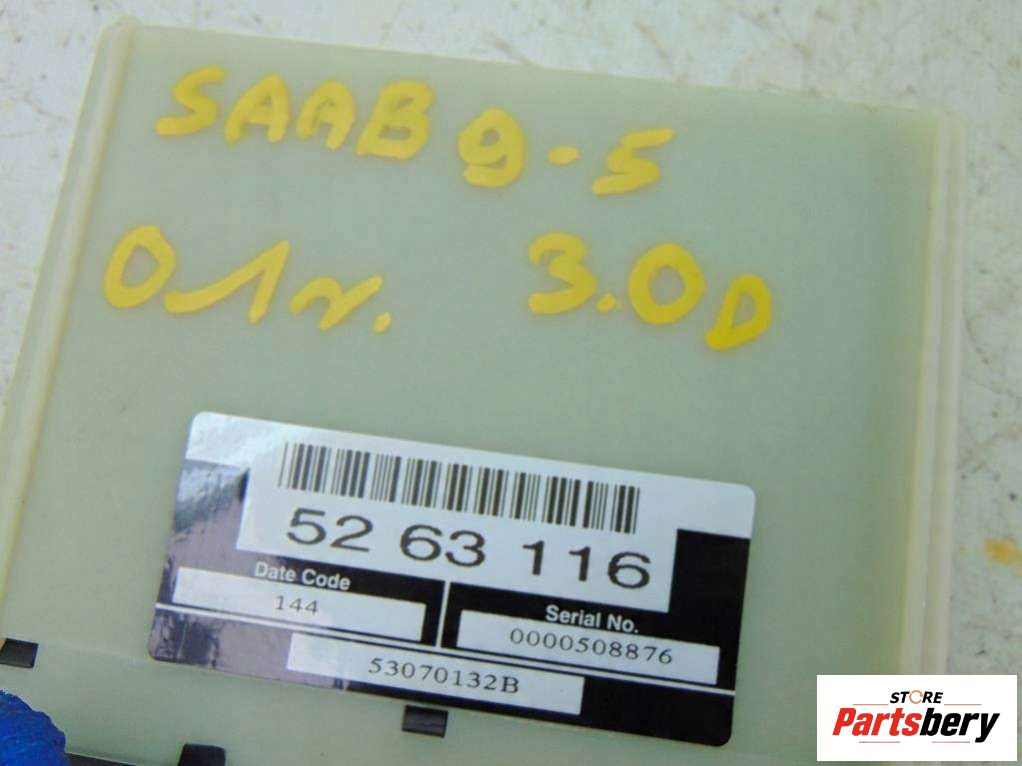 SAAB 9-5
01r. 3.0D
52 63 116
Date Code
144
Serial No.
0000508876
53070132B
STORE
Partsbery